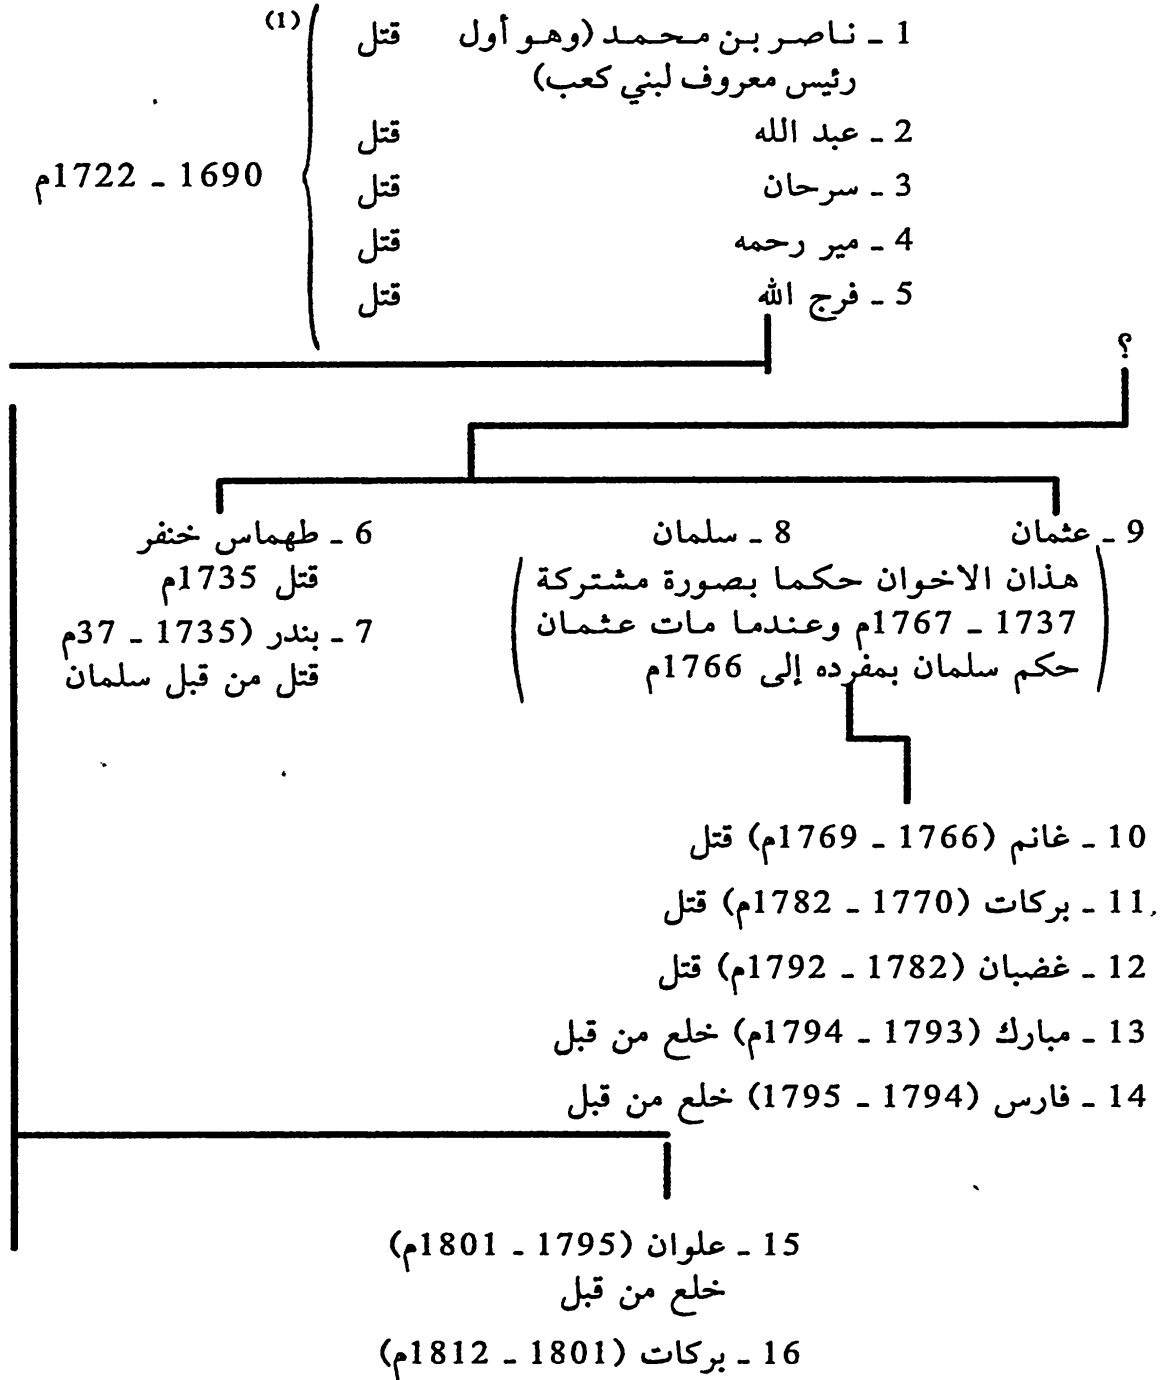 1 ـ ناصر بن محمد (وهو أول قتل (1)
رئيس معروف لبني كعب)
2 ـ عبد الله قتل
3 ـ سرحان قتل
1690 ـ 1722م
4 ـ مير رحمه قتل
5 ـ فرج الله قتل
؟
9 ـ عثمان 8 ـ سلمان
هذان الاخوان حكما بصورة مشتركة
1737 ـ 1767م وعندما مات عثمان
حكم سلمان بمفرده إلى 1766م
6 ـ طهماس خنفر
قتل 1735م
7 ـ بندر (1735 ـ 37م
قتل من قبل سلمان
10 ـ غانم (1766 ـ 1769م) قتل
11 ـ بركات (1770 ـ 1782م) قتل
12 ـ غضبان (1782 ـ 1792م) قتل
13 ـ مبارك (1793 ـ 1794م) خلع من قبل
14 ـ فارس (1794 ـ 1795) خلع من قبل
15 ـ علوان (1795 ـ 1801م)
خلع من قبل
16 ـ بركات (1801 ـ 1812م)